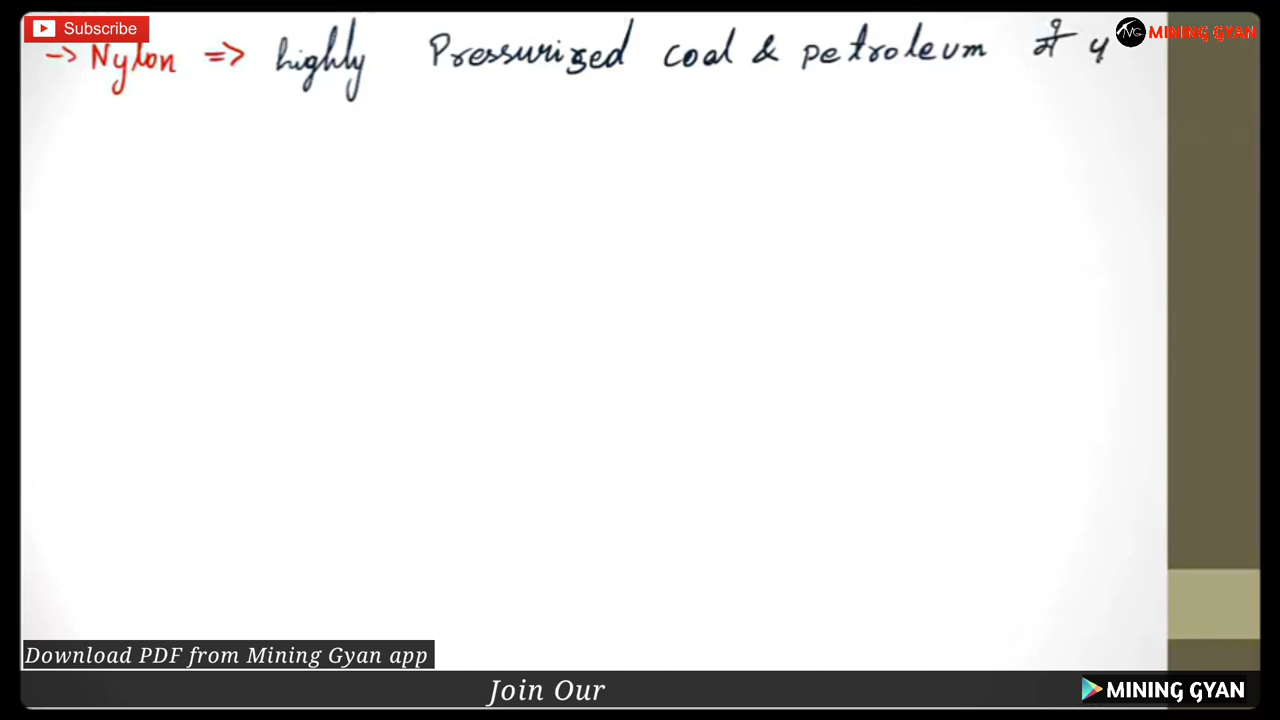 Subscribe
MINING GYAN
→ Nylon => highly Pressurized coal & petroleum में
Download PDF from Mining Gyan app
Join Our
MINING GYAN